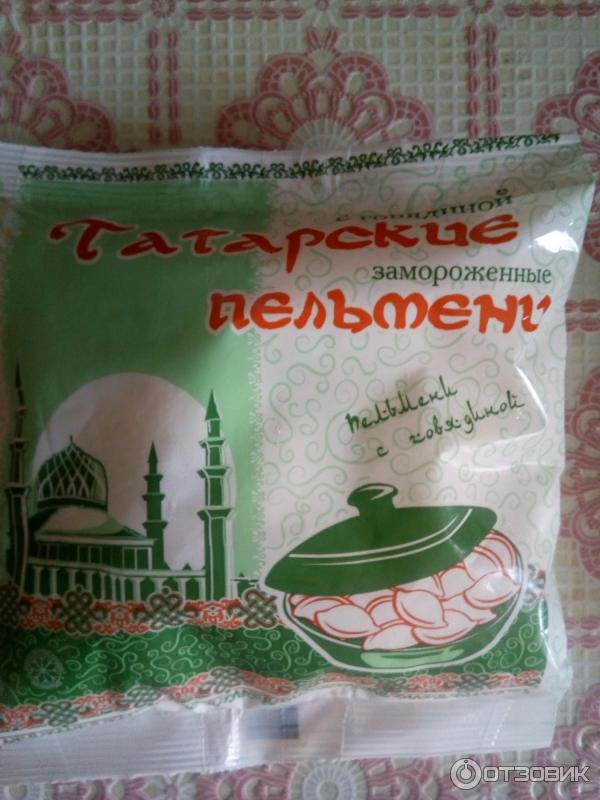 с говядиной
Татарские
замороженные
пельмени
пельмени
с говядиной
ОТЗОВИК